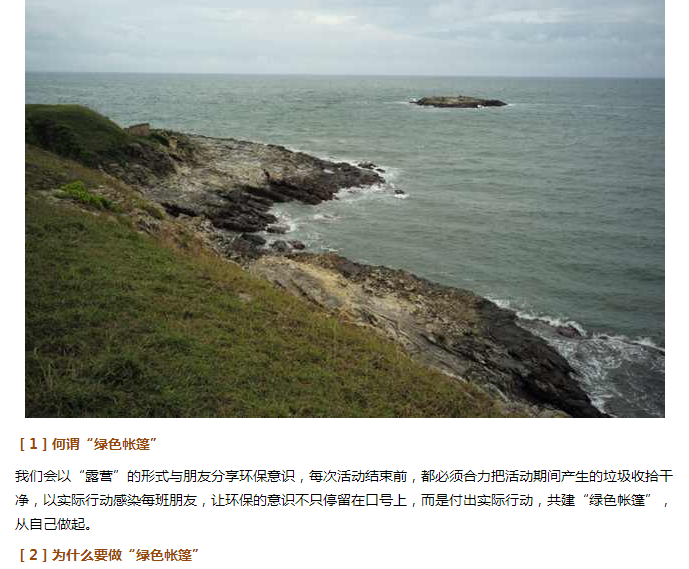 [ 1 ] 何谓“绿色帐篷”
我们会以“露营”的形式与朋友分享环保意识，每次活动结束前，都必须合力把活动期间产生的垃圾收拾干
净，以实际行动感染每班朋友，让环保的意识不只停留在口号上，而是付出实际行动，共建“绿色帐篷”，
从自己做起。
[ 2 ] 为什么要做“绿色帐篷”